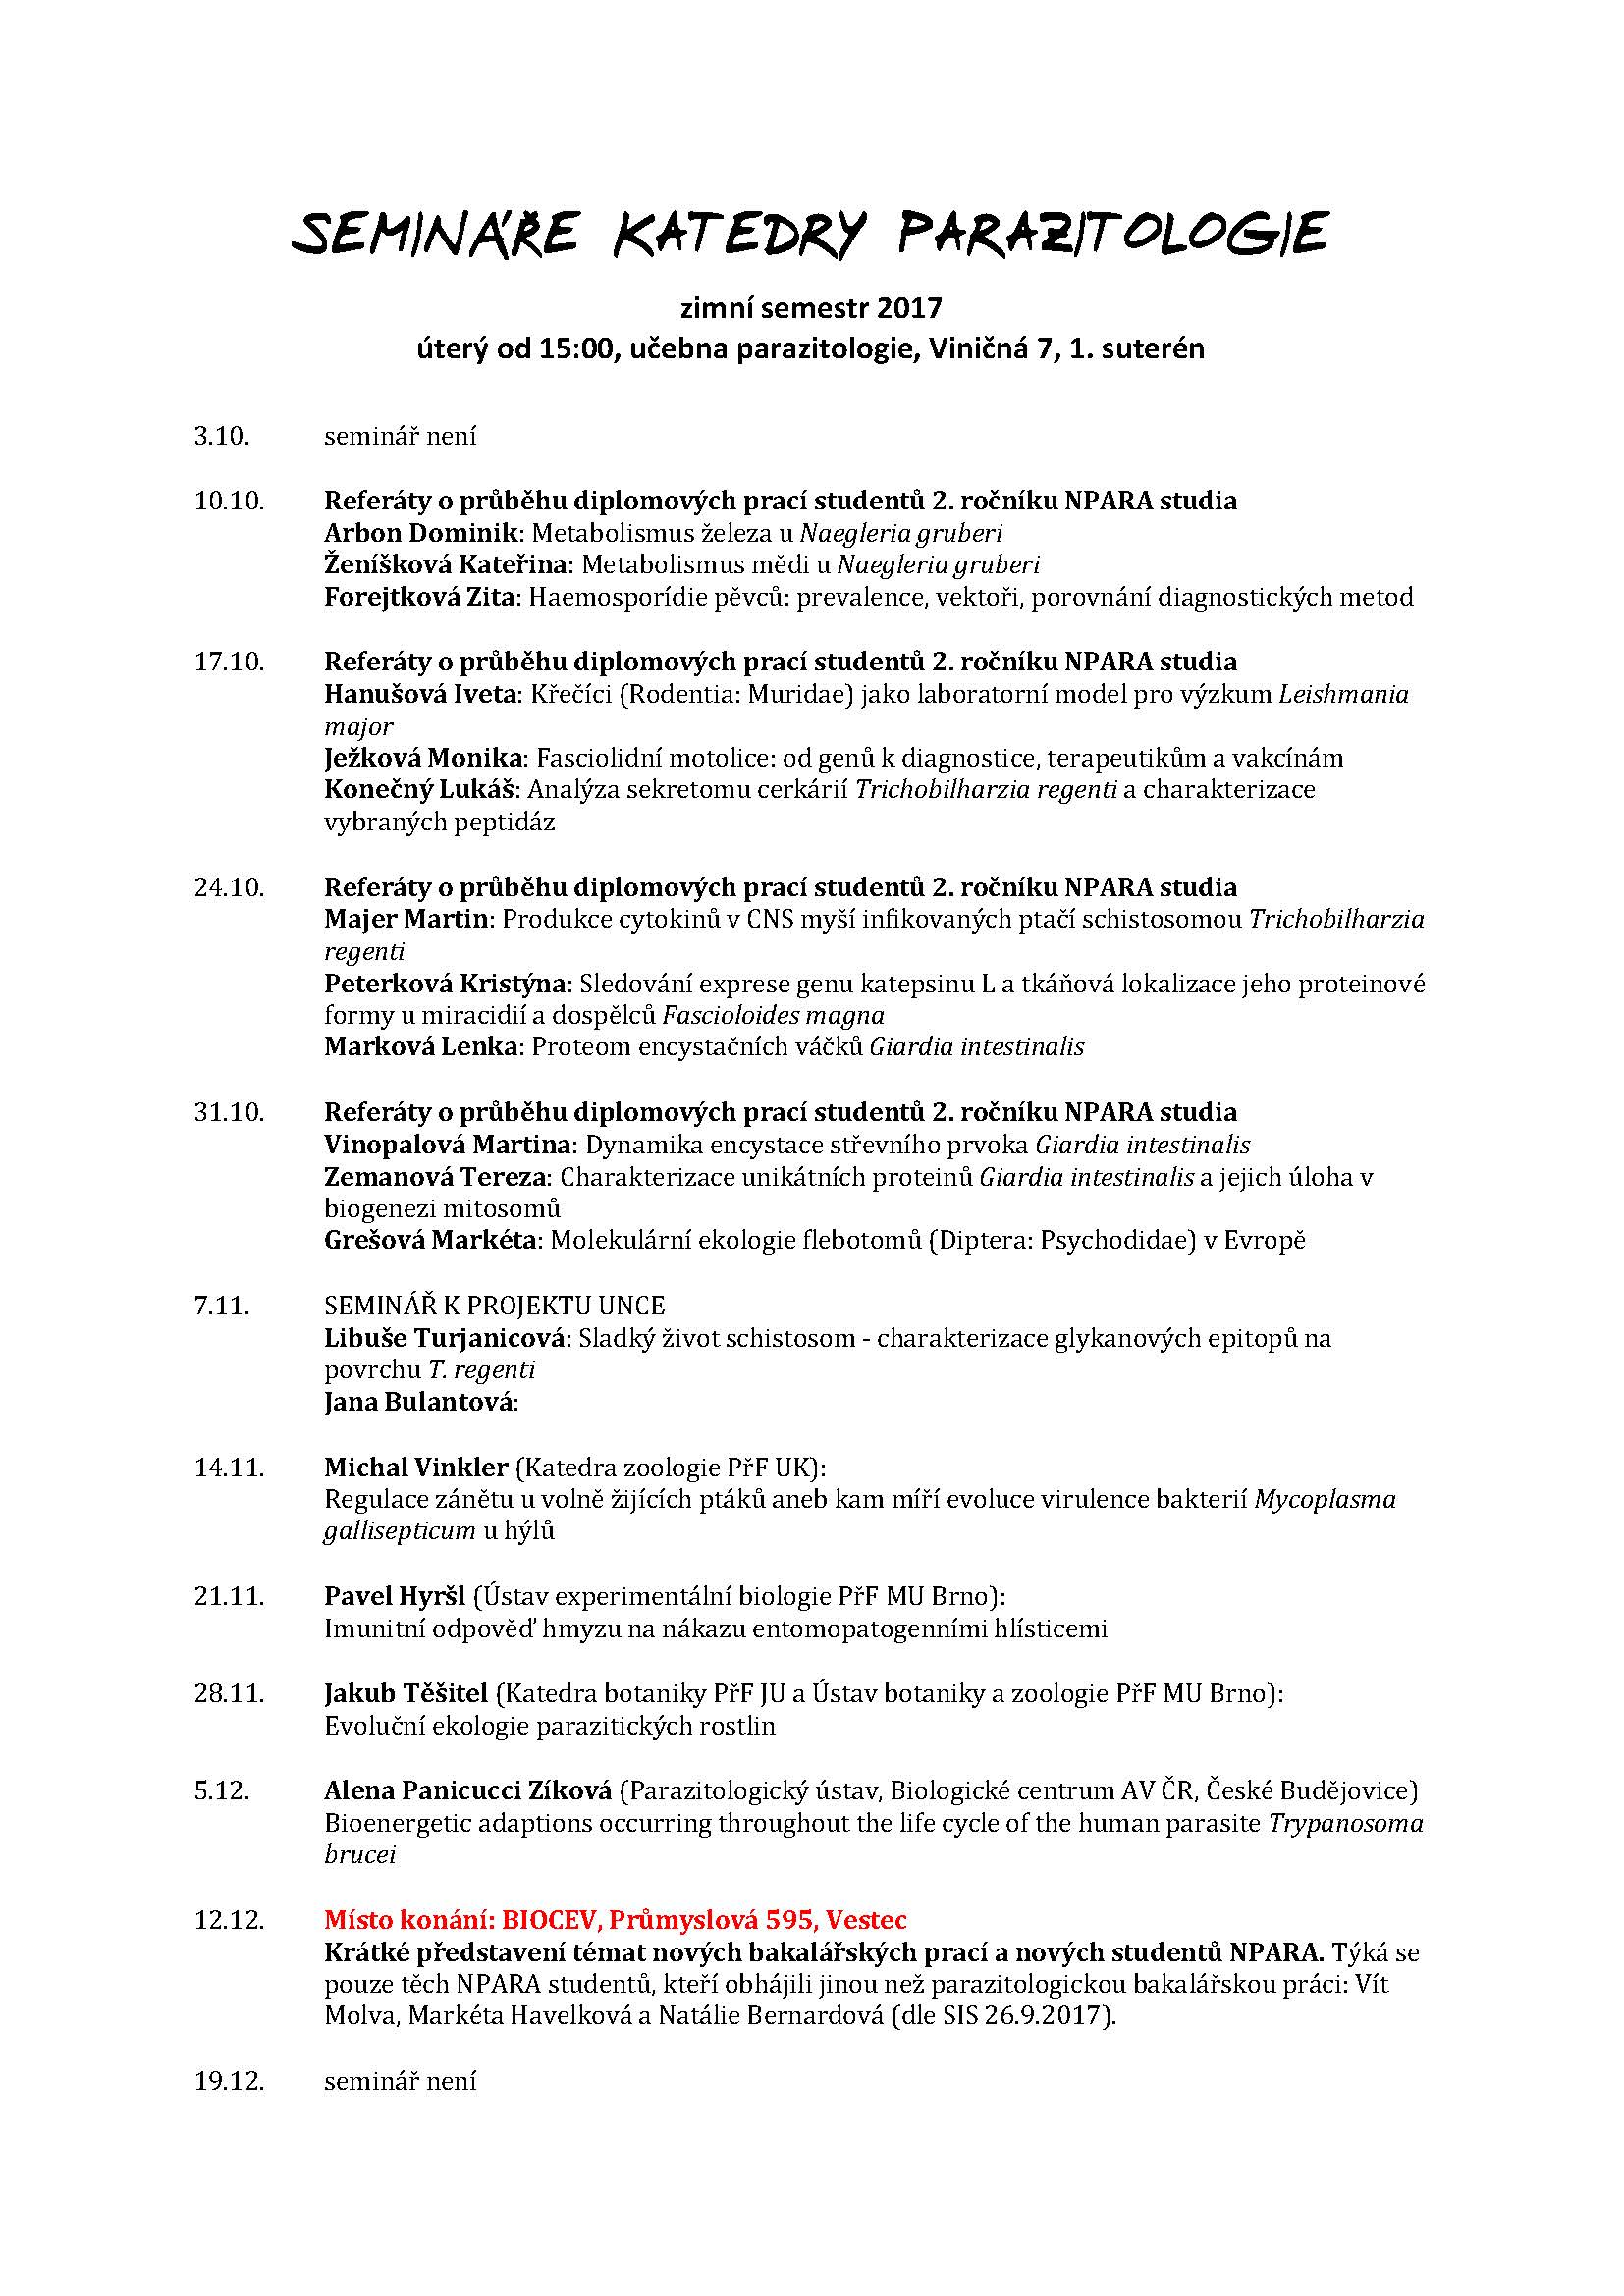 SEMINÁŘE KATEDRY PARAZITOLOGIE
zimní semestr 2017
úterý od 15:00, učebna parazitologie, Viničná 7, 1. suterén
3.10. seminář není
10.10. Referáty o průběhu diplomových prací studentů 2. ročníku NPARA studia
Arbon Dominik: Metabolismus železa u Naegleria gruberi
Ženíšková Kateřina: Metabolismus mědi u Naegleria gruberi
Forejtková Zita: Haemosporídie pěvců: prevalence, vektoři, porovnání diagnostických metod
17.10. Referáty o průběhu diplomových prací studentů 2. ročníku NPARA studia
Hanušová Iveta: Křečíci (Rodentia: Muridae) jako laboratorní model pro výzkum Leishmania
major
Ježková Monika: Fasciolidní motolice: od genů k diagnostice, terapeutikům a vakcínám
Konečný Lukáš: Analýza sekretomu cerkárií Trichobilharzia regenti a charakterizace
vybraných peptidáz
24.10. Referáty o průběhu diplomových prací studentů 2. ročníku NPARA studia
Majer Martin: Produkce cytokinů v CNS myší infikovaných ptačí schistosomou Trichobilharzia
regenti
Peterková Kristýna: Sledování exprese genu katepsinu L a tkáňová lokalizace jeho proteinové
formy u miracidií a dospělců Fascioloides magna
Marková Lenka: Proteom encystačních váčků Giardia intestinalis
31.10. Referáty o průběhu diplomových prací studentů 2. ročníku NPARA studia
Vinopalová Martina: Dynamika encystace střevního prvoka Giardia intestinalis
Zemanová Tereza: Charakterizace unikátních proteinů Giardia intestinalis a jejich úloha v
biogenezi mitosomů
Grešová Markéta: Molekulární ekologie flebotomů (Diptera: Psychodidae) v Evropě
7.11. SEMINÁŘ K PROJEKTU UNCE
Libuše Turjanicová: Sladký život schistosom - charakterizace glykanových epitopů na
povrchu T. regenti
Jana Bulantová:
14.11. Michal Vinkler (Katedra zoologie PřF UK):
Regulace zánětu u volně žijících ptáků aneb kam míří evoluce virulence bakterií Mycoplasma
gallisepticum u hýlů
21.11. Pavel Hyršl (Ústav experimentální biologie PřF MU Brno):
Imunitní odpověď hmyzu na nákazu entomopatogenními hlísticemi
28.11. Jakub Těšitel (Katedra botaniky PřF JU a Ústav botaniky a zoologie PřF MU Brno):
Evoluční ekologie parazitických rostlin
5.12. Alena Panicucci Zíková (Parazitologický ústav, Biologické centrum AV ČR, České Budějovice)
Bioenergetic adaptions occurring throughout the life cycle of the human parasite Trypanosoma
brucei
12.12. Místo konání: BIOCEV, Průmyslová 595, Vestec
Krátké představení témat nových bakalářských prací a nových studentů NPARA. Týká se
pouze těch NPARA studentů, kteří obhájili jinou než parazitologickou bakalářskou práci: Vít
Molva, Markéta Havelková a Natálie Bernardová (dle SIS 26.9.2017).
19.12. seminář není